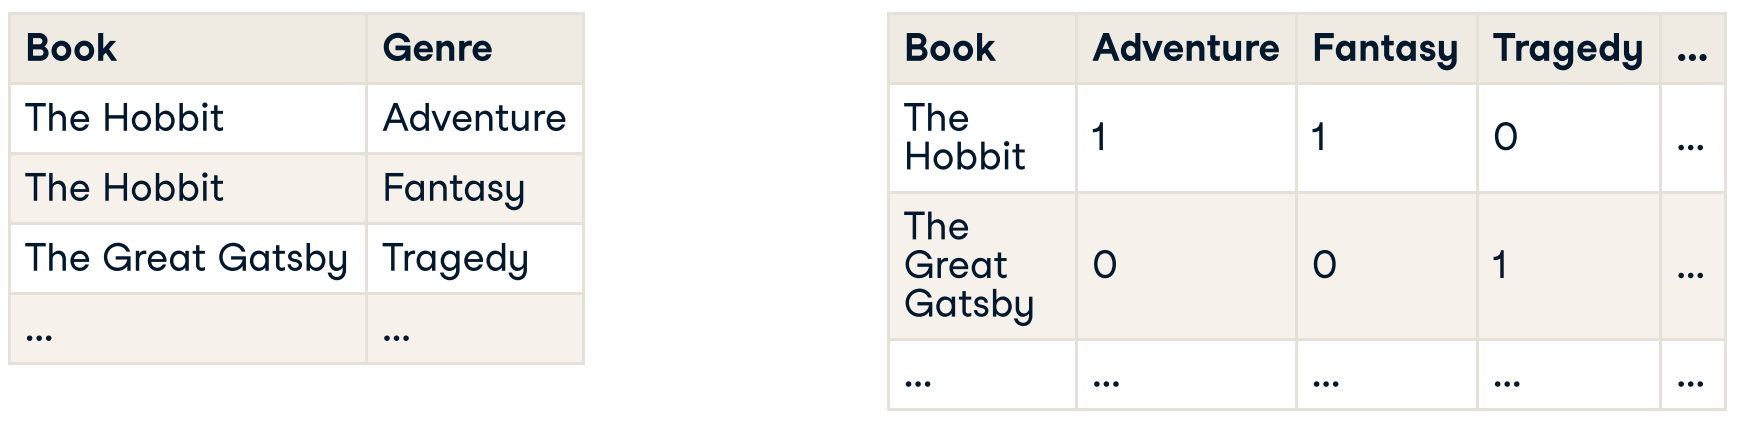 Book Genre
The Hobbit Adventure
The Hobbit Fantasy
The Great Gatsby Tragedy
... ...
Book Adventure Fantasy Tragedy ...
The
Hobbit 1 1 0 ...
The
Great
Gatsby 0 0 1 ...
... ... ... ... ...